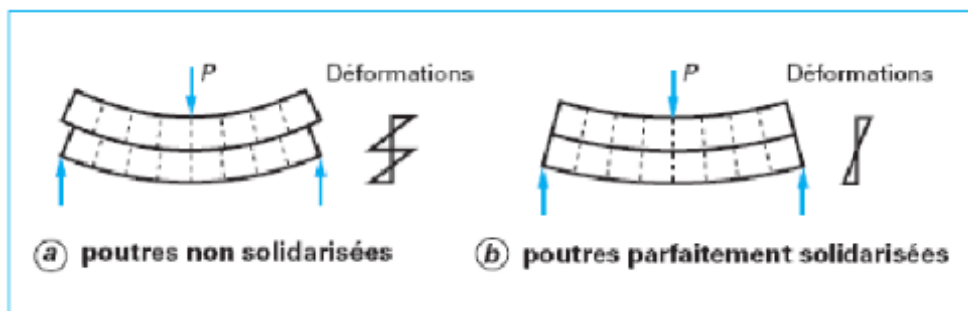 P
Déformations
P
Déformations
a poutres non solidarisées
b poutres parfaitement solidarisées